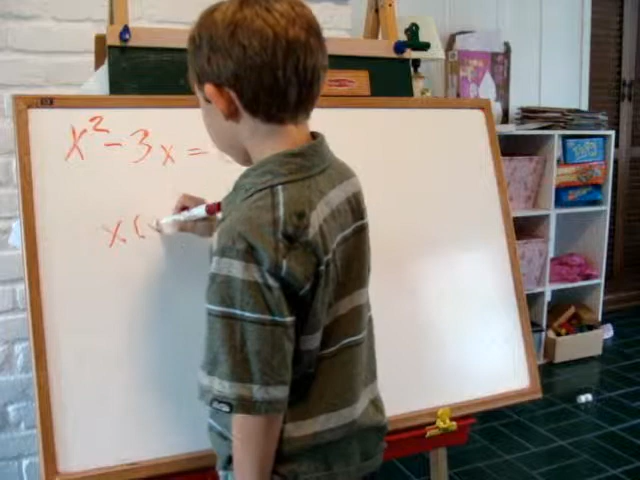 x² - 3x =
x(